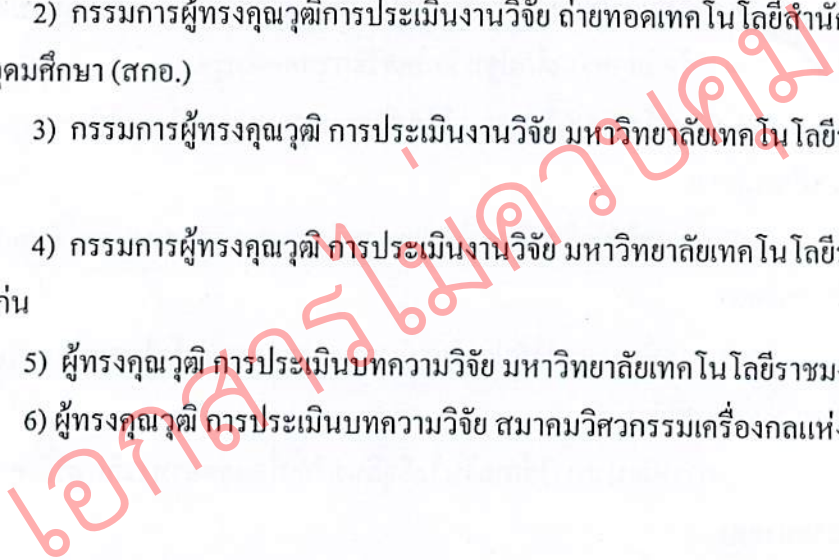 2) กรรมการผู้ทรงคุณวุฒิการประเมินงานวิจัย ถ่ายทอดเทคโนโลยีสำนัก
ดมศึกษา (สกอ.)
3) กรรมการผู้ทรงคุณวุฒิ การประเมินงานวิจัย มหาวิทยาลัยเทคโนโลยี
4) กรรมการผู้ทรงคุณวุฒิ การประเมินงานวิจัย มหาวิทยาลัยเทคโนโลยี
ก่น
5) ผู้ทรงคุณวุฒิ การประเมินบทความวิจัย มหาวิทยาลัยเทคโนโลยีราชม
6) ผู้ทรงคุณวุฒิ การประเมินบทความวิจัย สมาคมวิศวกรรมเครื่องกลแห่ง
เอกสารไม่ควบคุม